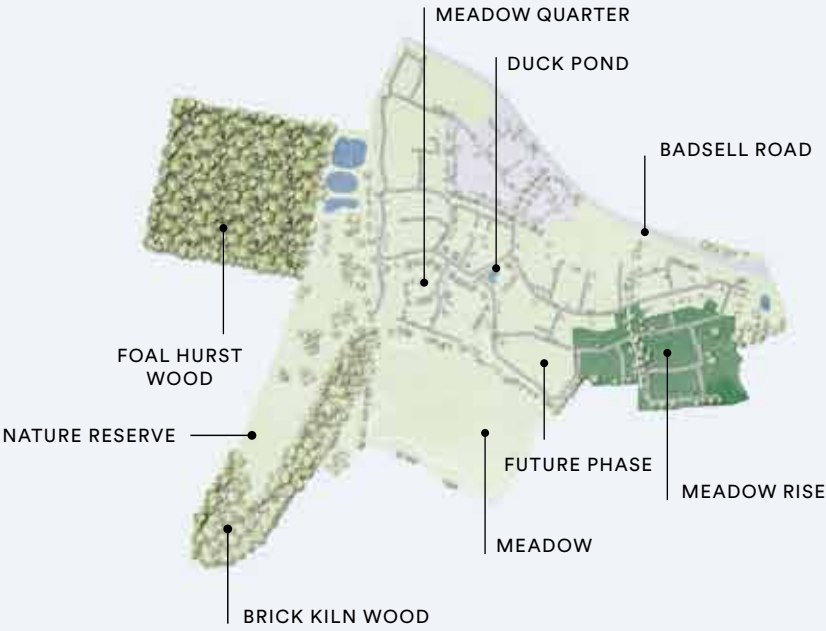 MEADOW QUARTER
DUCK POND
BADSELL ROAD
FOAL HURST
WOOD
NATURE RESERVE
FUTURE PHASE
MEADOW RISE
MEADOW
BRICK KILN WOOD